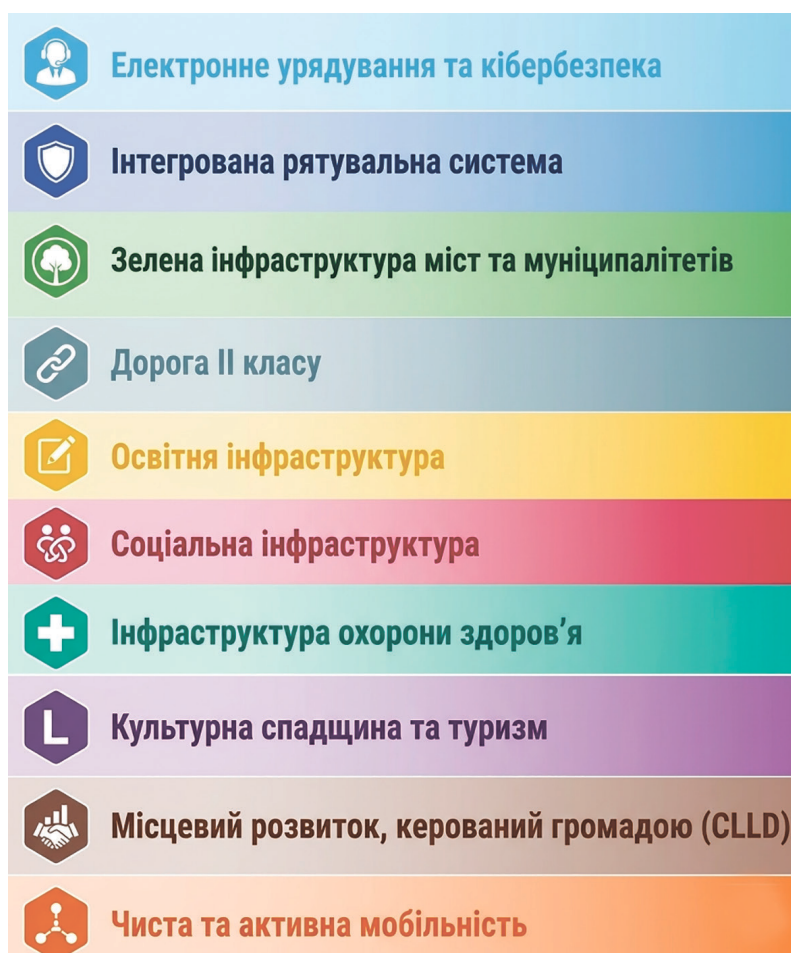 Електронне урядування та кібербезпека
Інтегрована рятувальна система
Зелена інфраструктура міст та муніципалітетів
Дорога II класу
Освітня інфраструктура
Соціальна інфраструктура
Інфраструктура охорони здоров’я
L Культурна спадщина та туризм
Місцевий розвиток, керований громадою (CLLD)
Чиста та активна мобільність